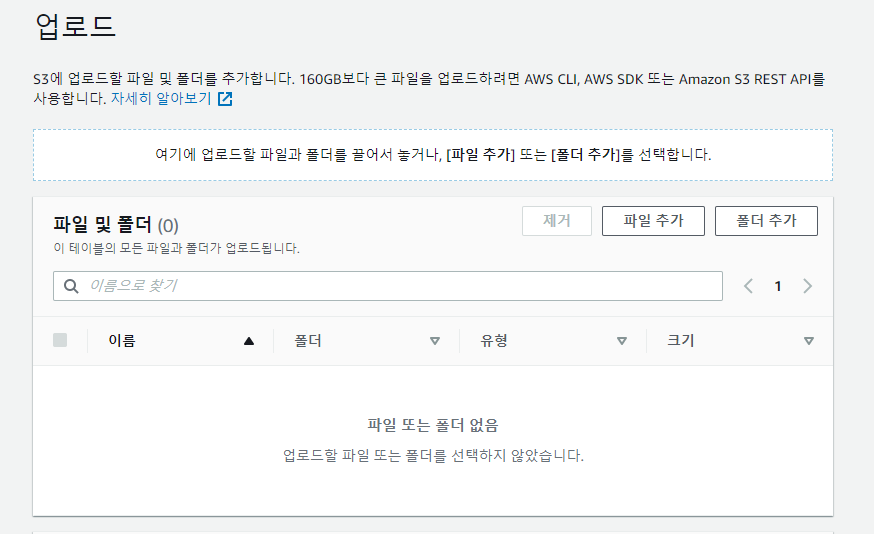 업로드
S3에 업로드할 파일 및 폴더를 추가합니다. 160GB보다 큰 파일을 업로드하려면 AWS CLI, AWS SDK 또는 Amazon S3 REST API를
사용합니다. 자세히 알아보기
여기에 업로드할 파일과 폴더를 끌어서 놓거나, [파일 추가] 또는 [폴더 추가]를 선택합니다.
파일 및 폴더 (0)
제거 파일 추가 폴더 추가
이 테이블의 모든 파일과 폴더가 업로드됩니다.
이름으로 찾기 1
이름 폴더 유형 크기
파일 또는 폴더 없음
업로드할 파일 또는 폴더를 선택하지 않았습니다.